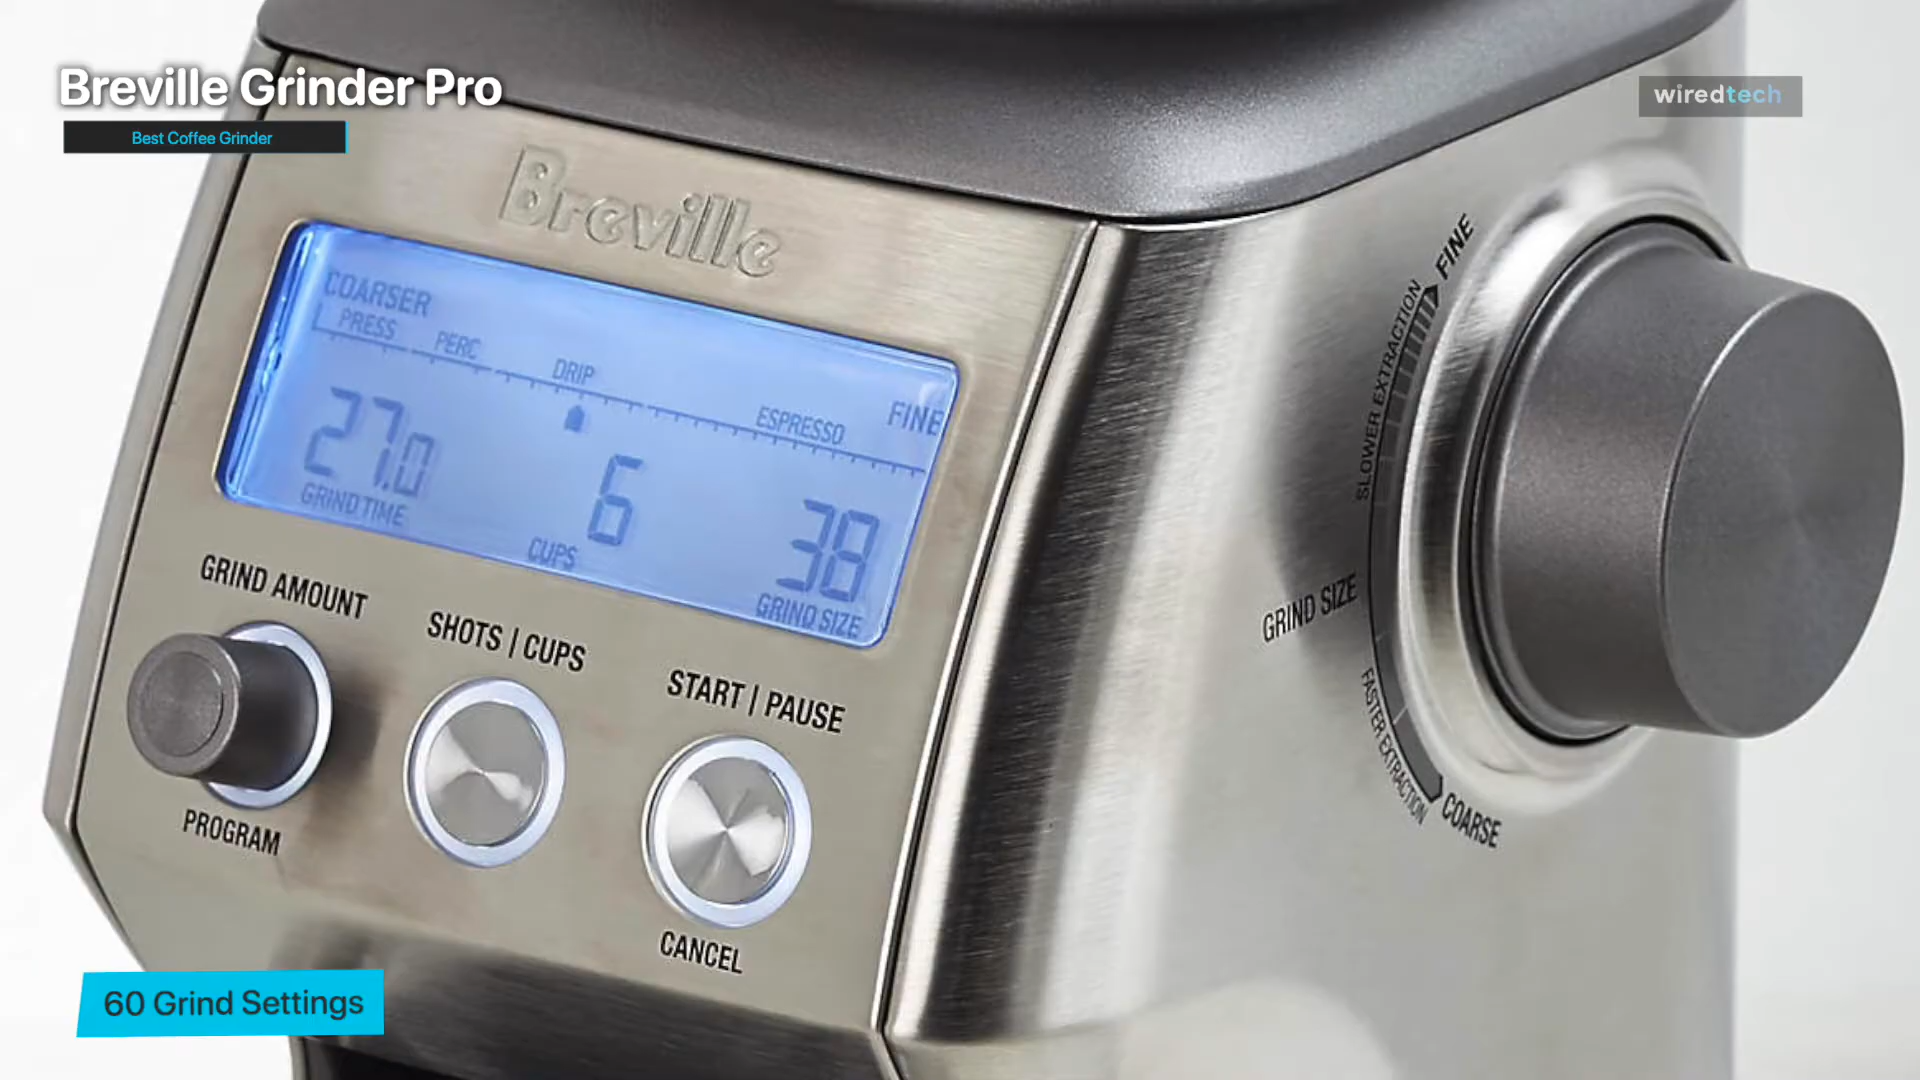 Breville Grinder Pro
Best Coffee Grinder
wiredtech
Breville
COARSER
PRESS PERC DRIP ESPRESSO FINE
27.0 6 38
GRIND TIME CUPS GRIND SIZE
GRIND AMOUNT
SHOTS | CUPS
START | PAUSE
PROGRAM
CANCEL
FINE
SLOWER EXTRACTION
GRIND SIZE
FASTER EXTRACTION
COARSE
60 Grind Settings